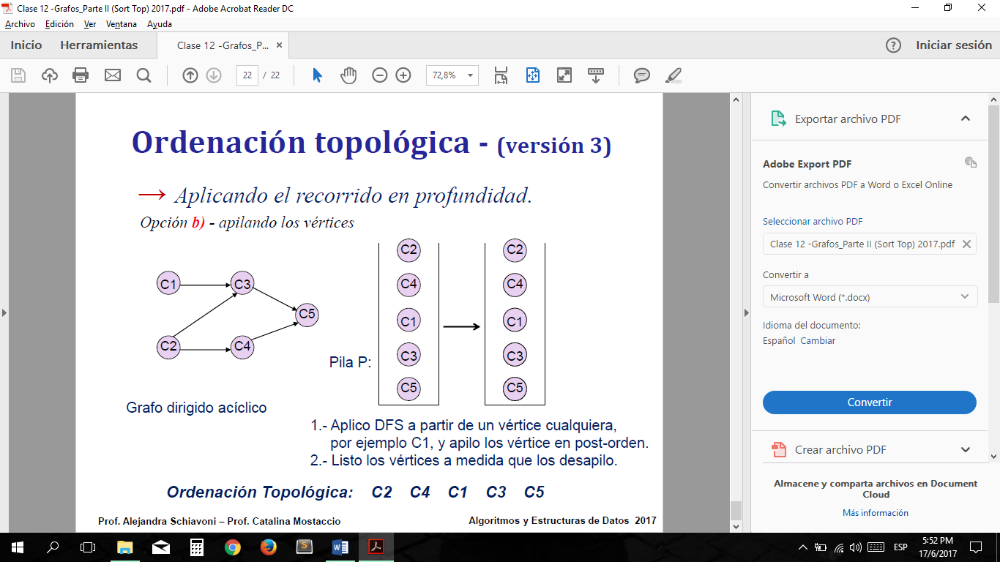 Clase 12 -Grafos_Parte II (Sort Top) 2017.pdf - Adobe Acrobat Reader DC
Archivo Edición Ver Ventana Ayuda
Inicio Herramientas Clase 12 -Grafos_P... × Iniciar sesión
22 / 22 72,8%
Ordenación topológica - (versión 3)
→ Aplicando el recorrido en profundidad.
Opción b) - apilando los vértices
C1 C3
C5
C2 C4
Grafo dirigido acíclico
Pila P:
C2 C2
C4 C4
C1 C1
C3 C3
C5 C5
1.- Aplico DFS a partir de un vértice cualquiera,
por ejemplo C1, y apilo los vértice en post-orden.
2.- Listo los vértices a medida que los desapilo.
Ordenación Topológica: C2 C4 C1 C3 C5
Prof. Alejandra Schiavoni – Prof. Catalina Mostaccio
Algoritmos y Estructuras de Datos 2017
Exportar archivo PDF
Adobe Export PDF
Convertir archivos PDF a Word o Excel Online
Seleccionar archivo PDF
Clase 12 -Grafos_Parte II (Sort Top) 2017.pdf
Convertir a
Microsoft Word (*.docx)
Idioma del documento:
Español Cambiar
Convertir
Crear archivo PDF
Almacene y comparta archivos en Document
Cloud
Más información
ESP
5:52 PM
17/6/2017